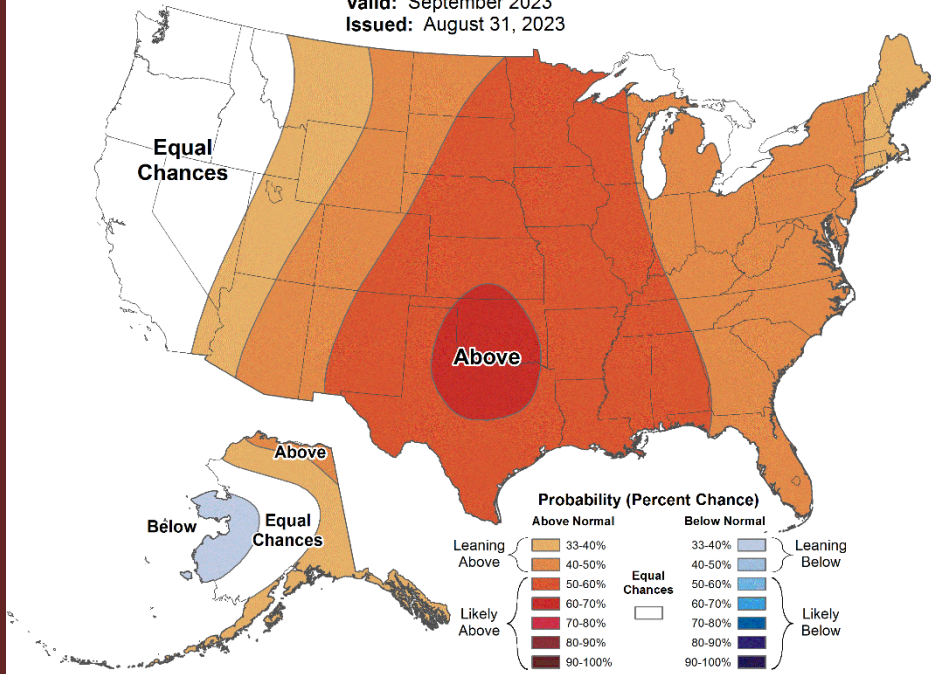 Valid: September 2023
Issued: August 31, 2023
Equal
Chances
Above
Above
Below
Equal
Chances
Probability (Percent Chance)
Above Normal
Below Normal
Leaning
Above
33-40%
40-50%
Likely
Above
50-60%
60-70%
70-80%
80-90%
90-100%
Equal
Chances
33-40%
40-50%
Leaning
Below
50-60%
60-70%
70-80%
80-90%
90-100%
Likely
Below